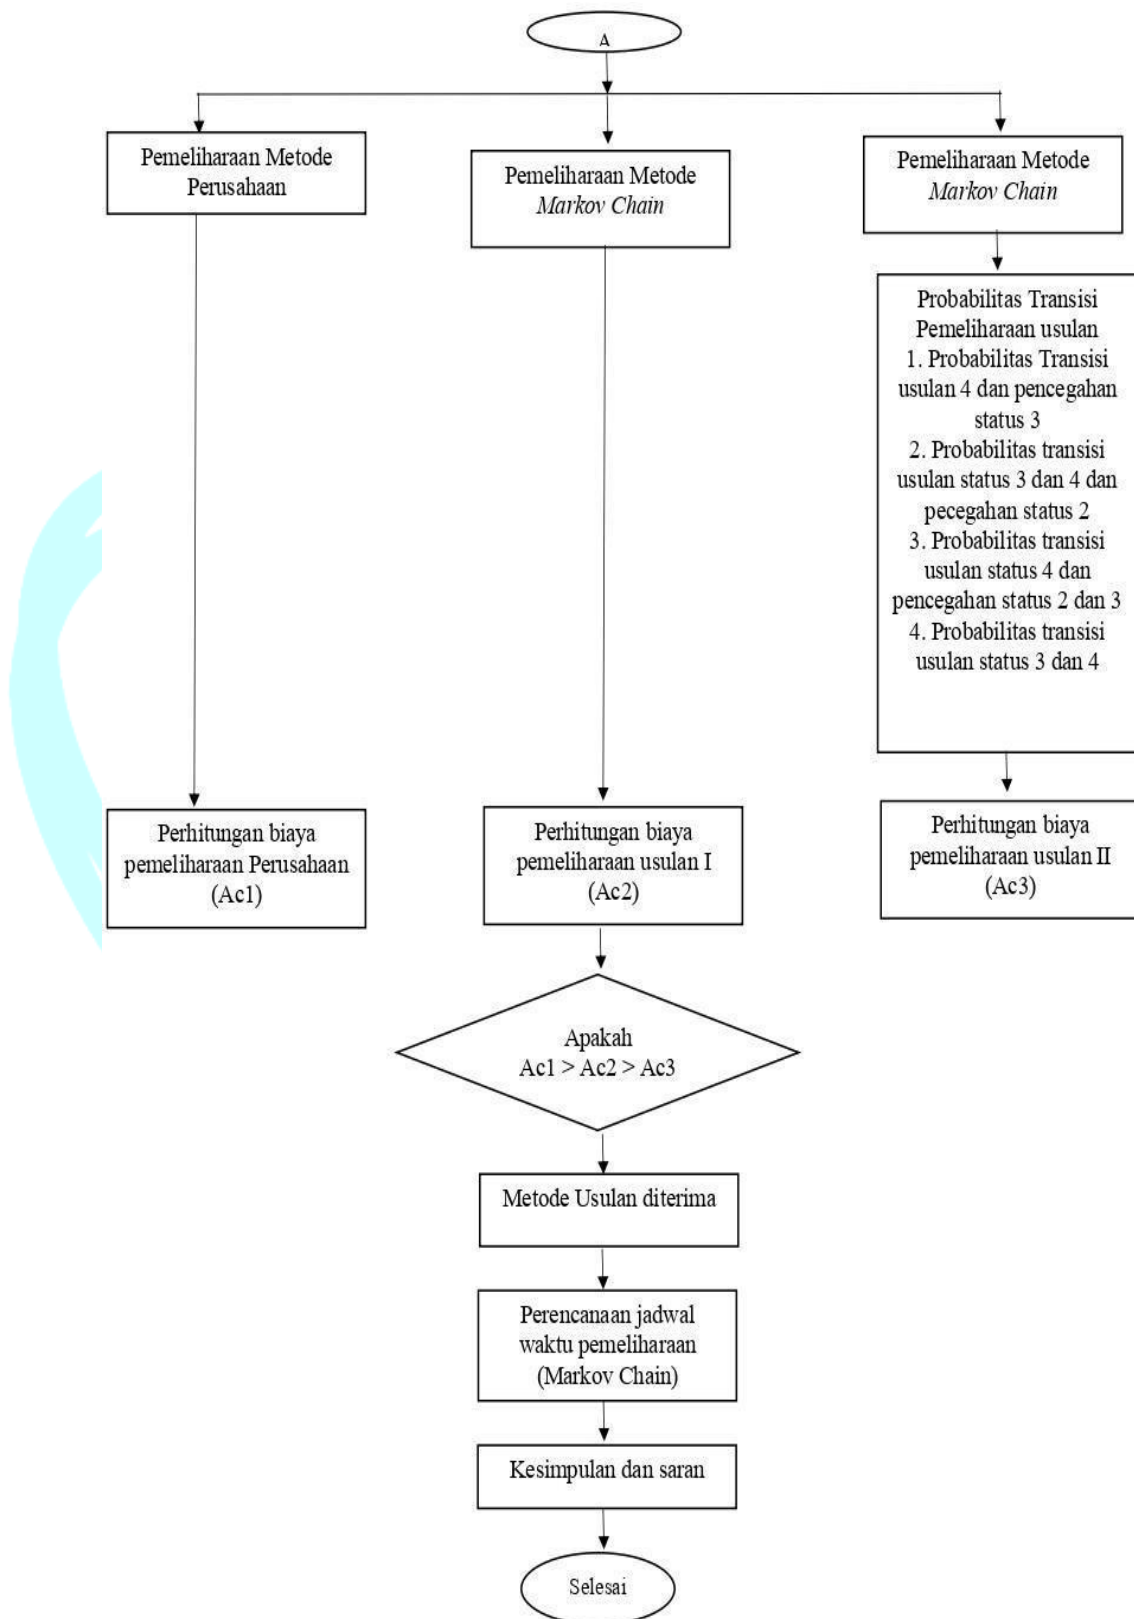 A
Pemeliharaan Metode
Perusahaan
Pemeliharaan Metode
Markov Chain
Pemeliharaan Metode
Markov Chain
Probabilitas Transisi
Pemeliharaan usulan
1. Probabilitas Transisi
usulan 4 dan pencegahan
status 3
2. Probabilitas transisi
usulan status 3 dan 4 dan
pecegahan status 2
3. Probabilitas transisi
usulan status 4 dan
pencegahan status 2 dan 3
4. Probabilitas transisi
usulan status 3 dan 4
Perhitungan biaya
pemeliharaan Perusahaan
(Ac1)
Perhitungan biaya
pemeliharaan usulan I
(Ac2)
Perhitungan biaya
pemeliharaan usulan II
(Ac3)
Apakah
Ac1 > Ac2 > Ac3
Metode Usulan diterima
Perencanaan jadwal
waktu pemeliharaan
(Markov Chain)
Kesimpulan dan saran
Selesai